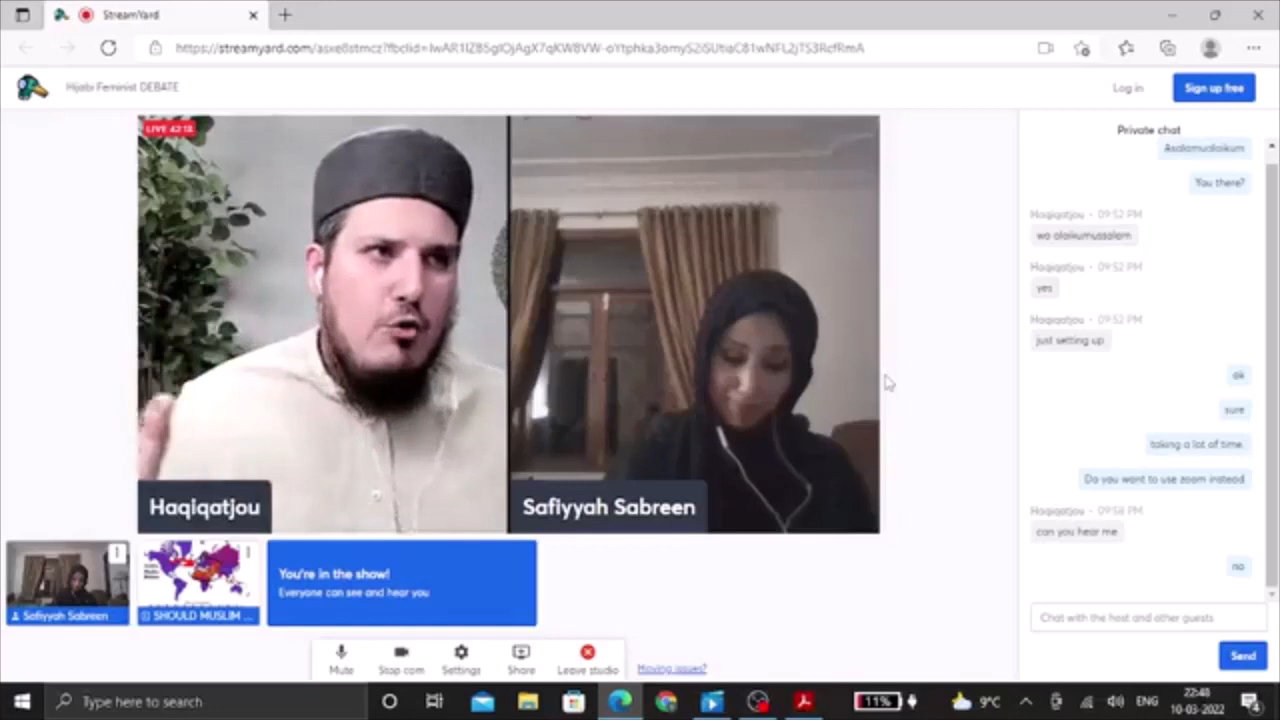 StreamYard
Hijabi Feminist DEBATE
Log in
Sign up free
LIVE 42:18
Haqiqatjou
Safiyyah Sabreen
Private chat
Asalamualaikum
You there?
Haqiqatjou • 09:52 PM
wa alaikumussalam
Haqiqatjou • 09:52 PM
yes
Haqiqatjou • 09:52 PM
just setting up
ok
sure
taking a lot of time.
Do you want to use zoom instead
Haqiqatjou • 09:58 PM
can you hear me
no
Chat with the host and other guests
Send
Safiyyah Sabreen
SHOULD MUSLIM ...
You're in the show!
Everyone can see and hear you
Mute
Stop cam
Settings
Share
Leave studio
Having issues?
Type here to search
11%
9°C
ENG
22:48
10-03-2022
4